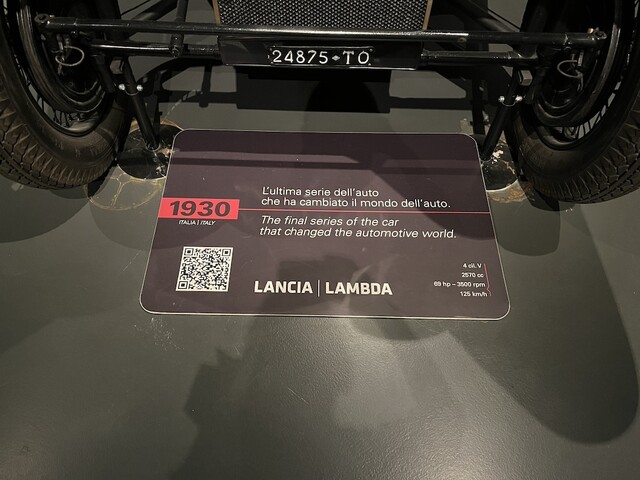 24875•TO
L'ultima serie dell'auto
che ha cambiato il mondo dell'auto.
1930
ITALIA | ITALY
The final series of the car
that changed the automotive world.
LANCIA | LAMBDA
4 cil. V
2570 cc
69 hp – 3500 rpm
125 km/h